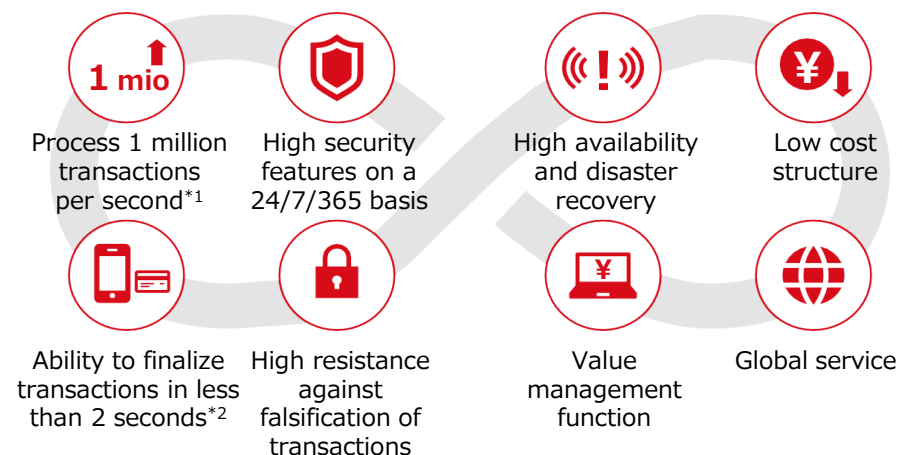 1 mio
Process 1 million
transactions
per second*1
High security
features on a
24/7/365 basis
!
High availability
and disaster
recovery
¥
Low cost
structure
Ability to finalize
transactions in less
than 2 seconds*2
High resistance
against
falsification of
transactions
¥
Value
management
function
Global service